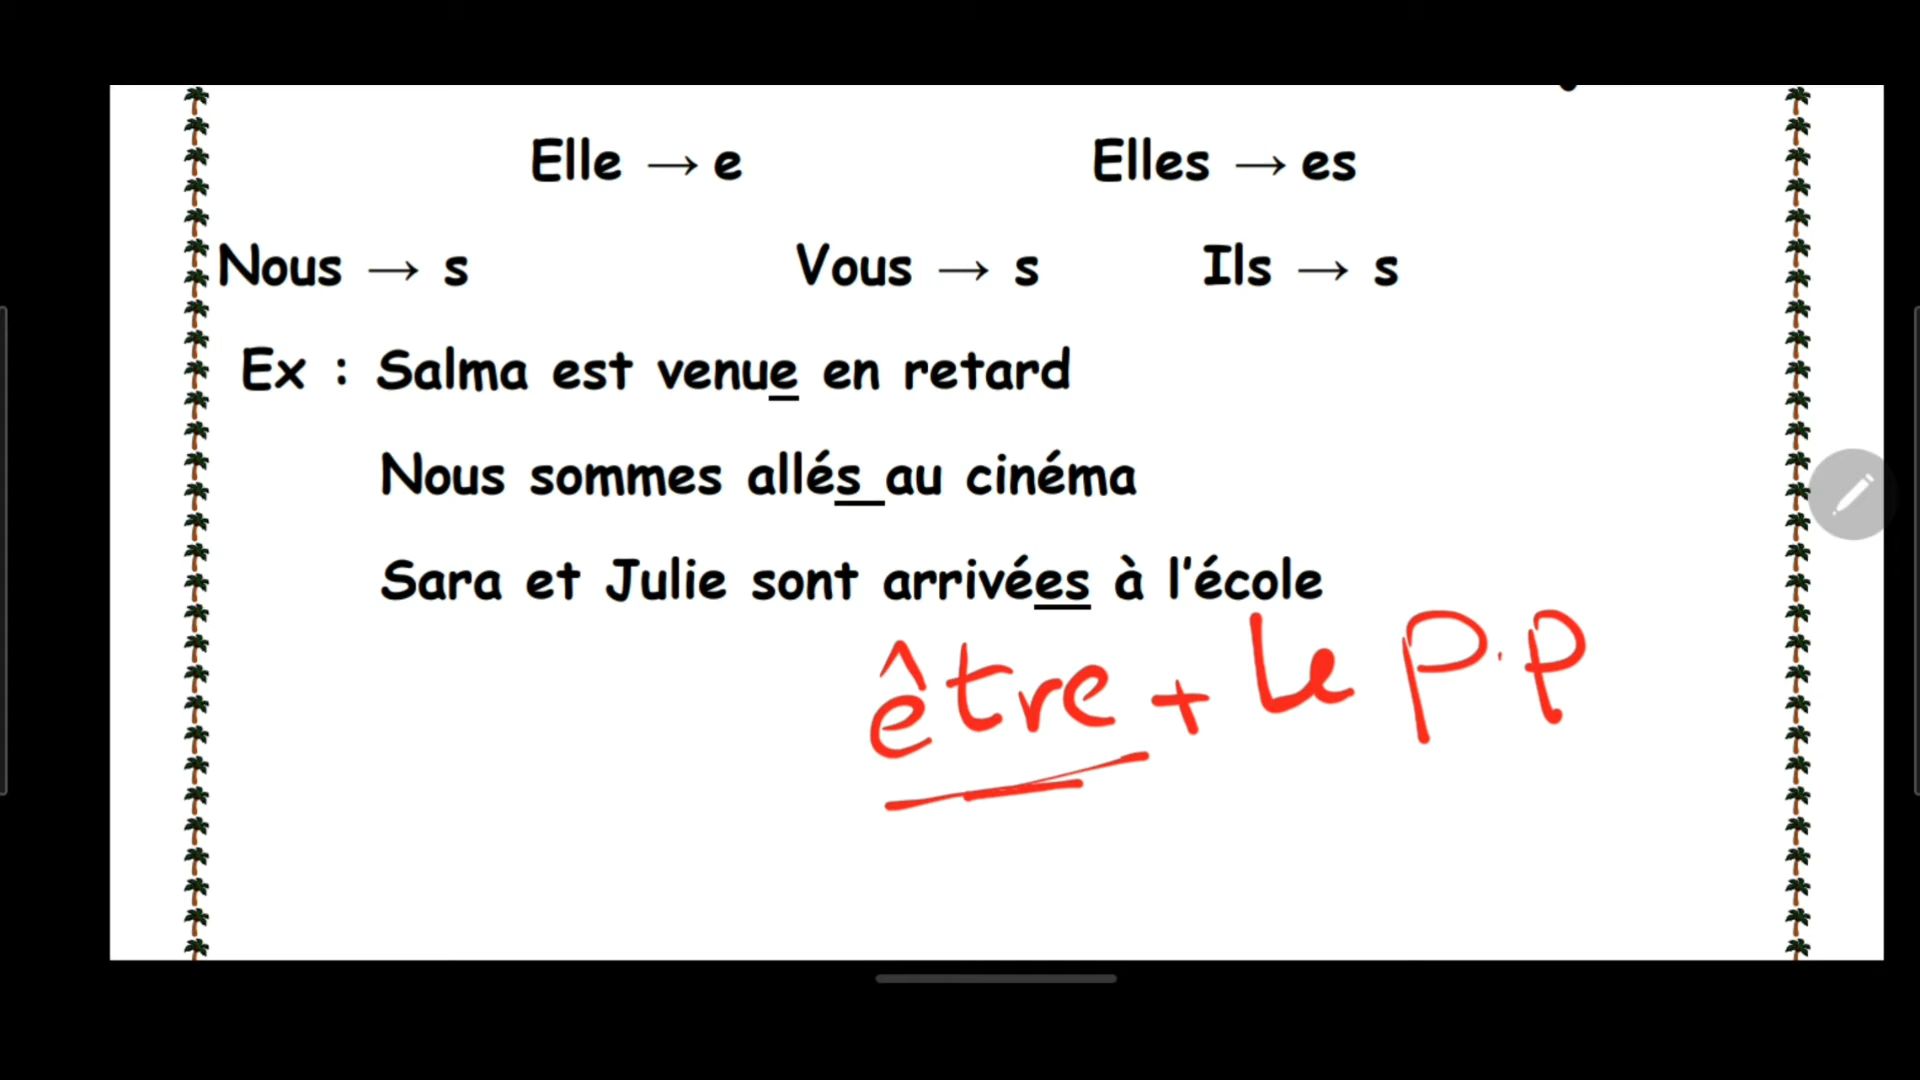 Elle → e Elles → es
Nous → s Vous → s Ils → s
Ex : Salma est venue en retard
Nous sommes allés au cinéma
Sara et Julie sont arrivées à l'école
être + le p.p